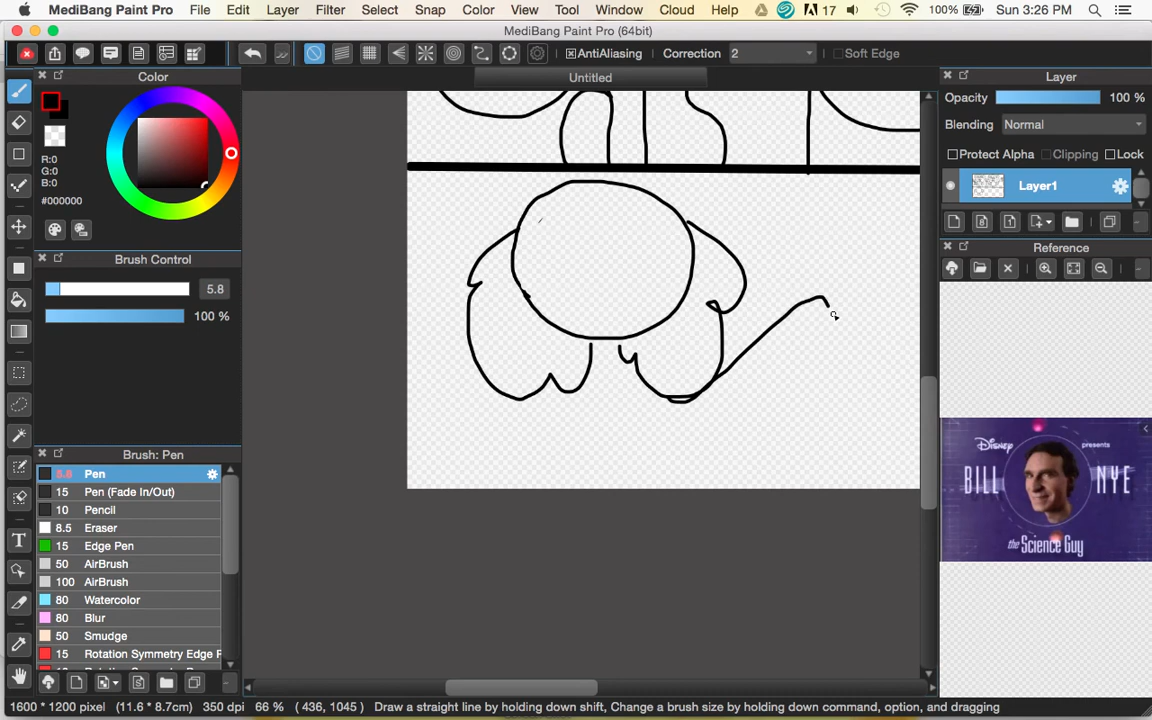 MediBang Paint Pro File Edit Layer Filter Select Snap Color View Tool Window Cloud Help 17 100% Sun 3:26 PM
MediBang Paint Pro (64bit)
AntiAliasing Correction 2 Soft Edge
Untitled
Color
R:0
G:0
B:0
#000000
Brush Control
5.8
100 %
Brush: Pen
5.8 Pen
15 Pen (Fade In/Out)
10 Pencil
8.5 Eraser
15 Edge Pen
50 AirBrush
100 AirBrush
80 Watercolor
80 Blur
50 Smudge
15 Rotation Symmetry Edge
Layer
Opacity 100 %
Blending Normal
Protect Alpha Clipping Lock
Layer1
Reference
Disney presents
BILL NYE
the Science Guy
1600 * 1200 pixel (11.6 * 8.7cm) 350 dpi 66 % ( 436, 1045 ) Draw a straight line by holding down shift, Change a brush size by holding down command, option, and dragging